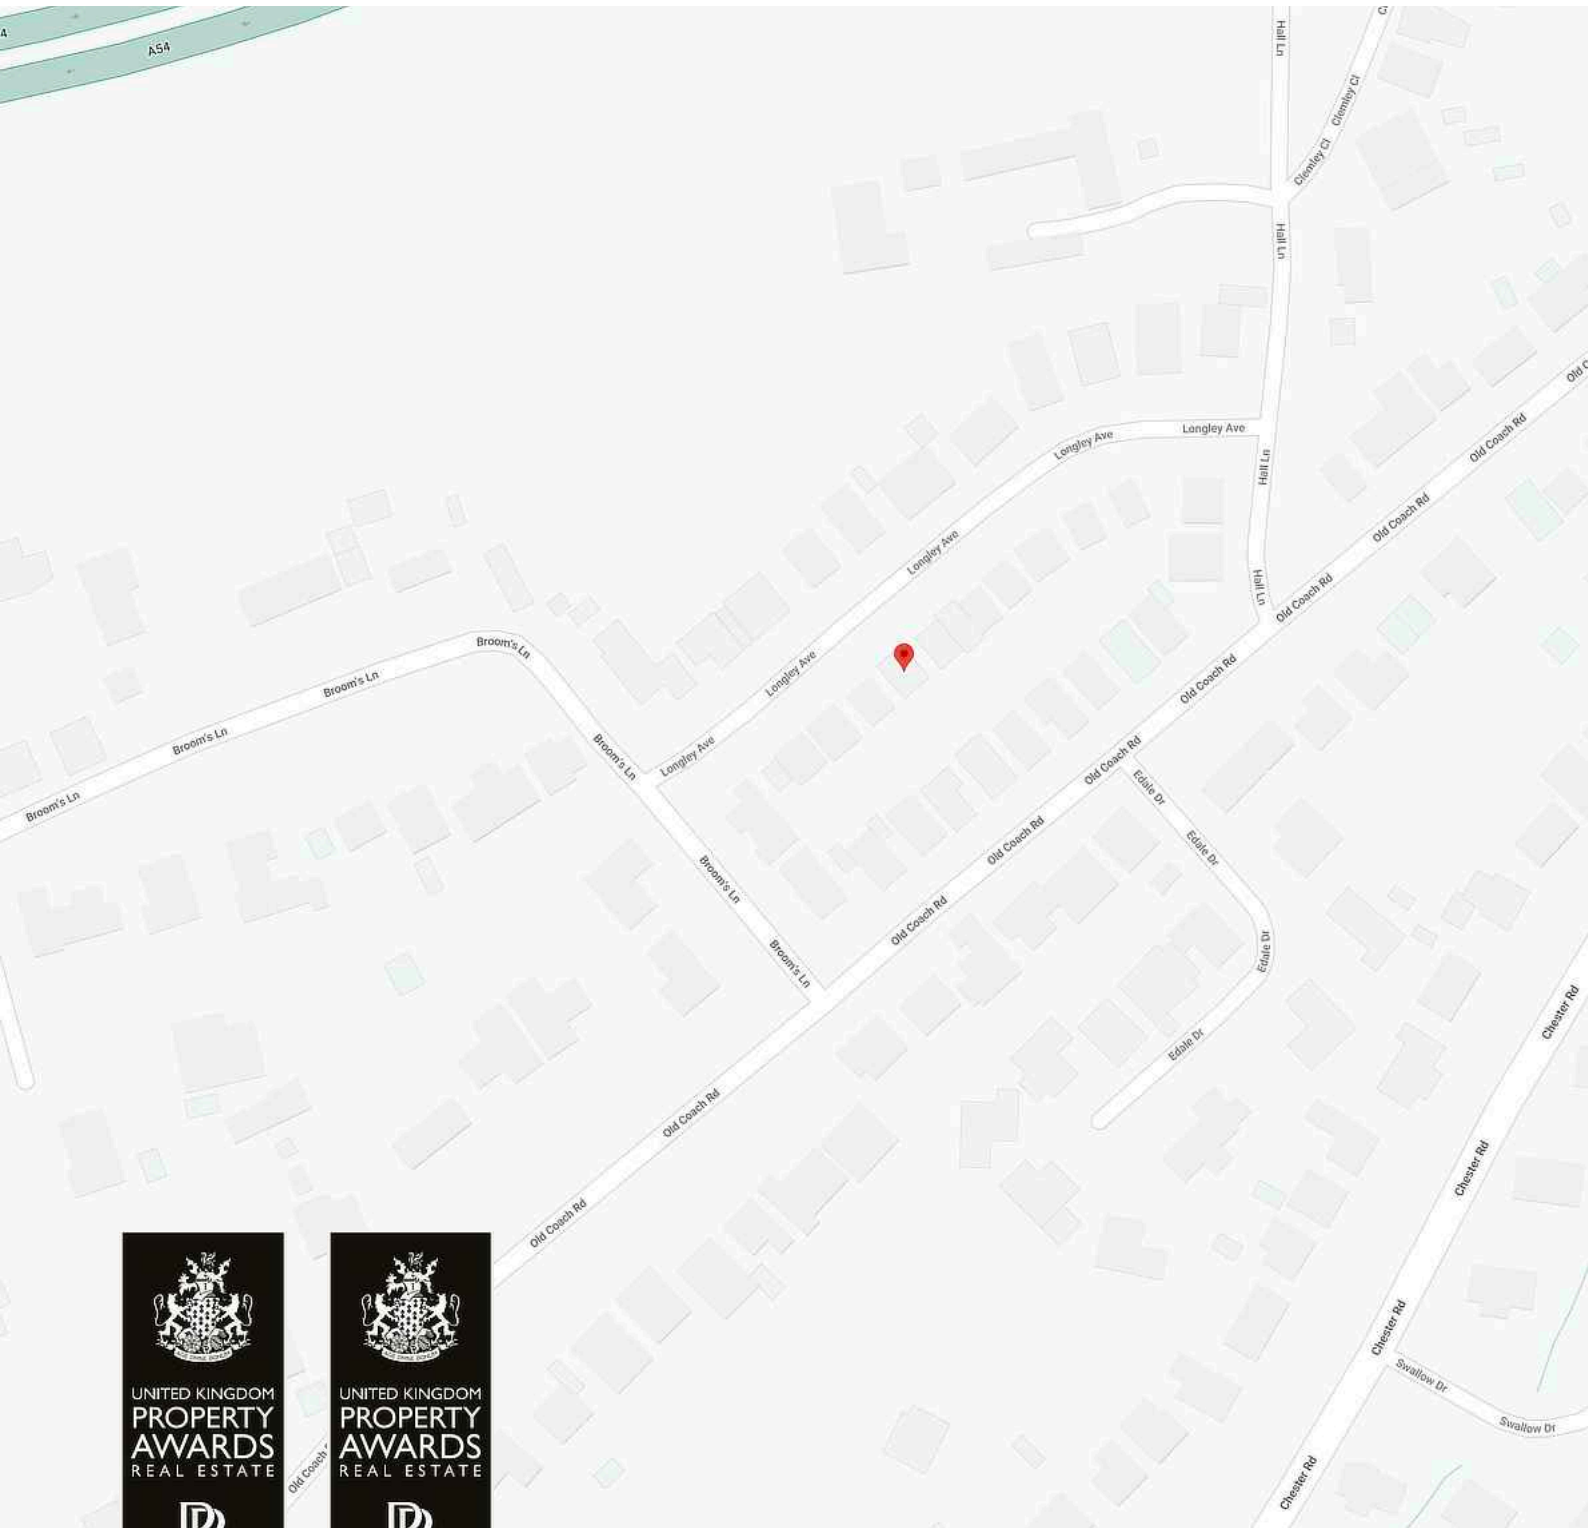 4
A54
Hall Ln
Clemley Cl
Clemley Cl
Hall Ln
Old C
Longley Ave
Longley Ave
Old Coach Rd
Hall Ln
Old Coach Rd
Longley Ave
Hall Ln
Old Coach Rd
Broom's Ln
Broom's Ln
Longley Ave
Old Coach Rd
Broom's Ln
Broom's Ln
Longley Ave
Old Coach Rd
Broom's Ln
Edale Dr
Old Coach Rd
Edale Dr
Broom's Ln
Old Coach Rd
Edale Dr
Broom's Ln
Chester Rd
Edale Dr
Old Coach Rd
Chester Rd
Old Coach Rd
Chester Rd
Swallow Dr
Swallow Dr
Old Coach
Chester Rd
UNITED KINGDOM
PROPERTY
AWARDS
REAL ESTATE
UNITED KINGDOM
PROPERTY
AWARDS
REAL ESTATE